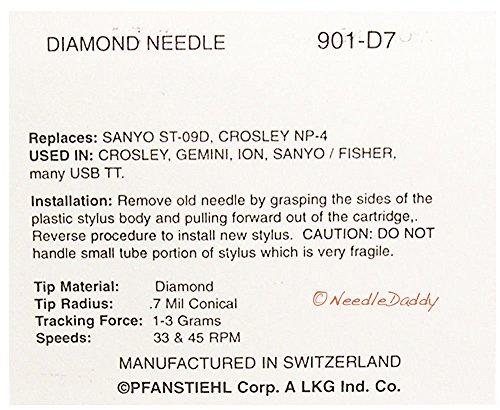 DIAMOND NEEDLE 901-D7
Replaces: SANYO ST-09D, CROSLEY NP-4
USED IN: CROSLEY, GEMINI, ION, SANYO / FISHER,
many USB TT.
Installation: Remove old needle by grasping the sides of the
plastic stylus body and pulling forward out of the cartridge,.
Reverse procedure to install new stylus. CAUTION: DO NOT
handle small tube portion of stylus which is very fragile.
Tip Material: Diamond
Tip Radius: .7 Mil Conical
Tracking Force: 1-3 Grams
Speeds: 33 & 45 RPM
© NeedleDaddy
MANUFACTURED IN SWITZERLAND
©PFANSTIEHL Corp. A LKG Ind. Co.